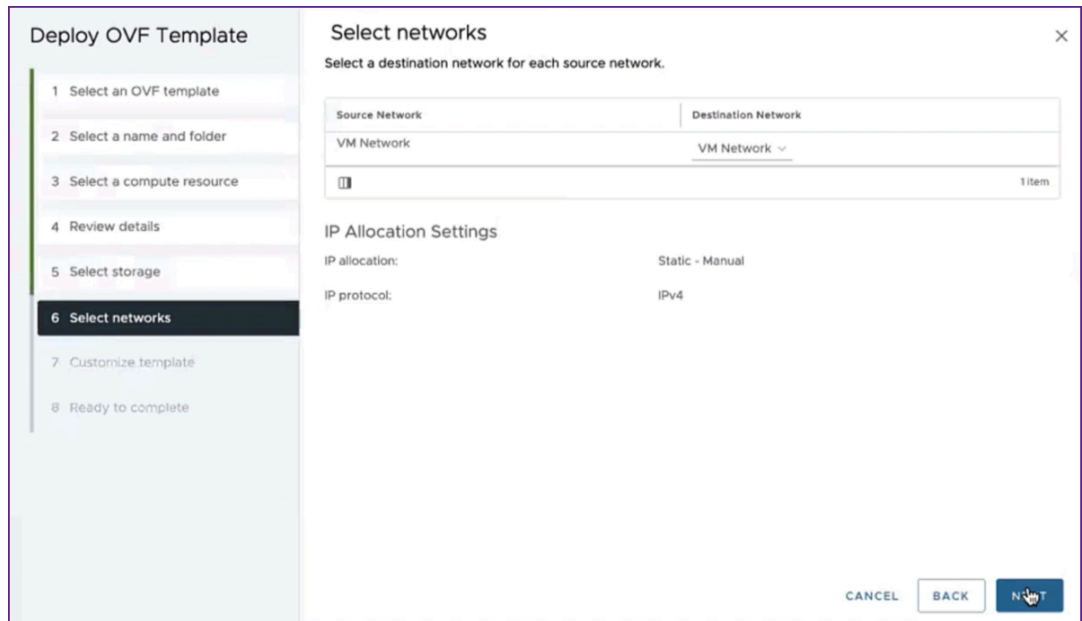 Deploy OVF Template
1 Select an OVF template
2 Select a name and folder
3 Select a compute resource
4 Review details
5 Select storage
6 Select networks
7 Customize template
8 Ready to complete
Select networks
Select a destination network for each source network.
Source Network Destination Network
VM Network VM Network
1 item
IP Allocation Settings
IP allocation: Static - Manual
IP protocol: IPv4
CANCEL BACK